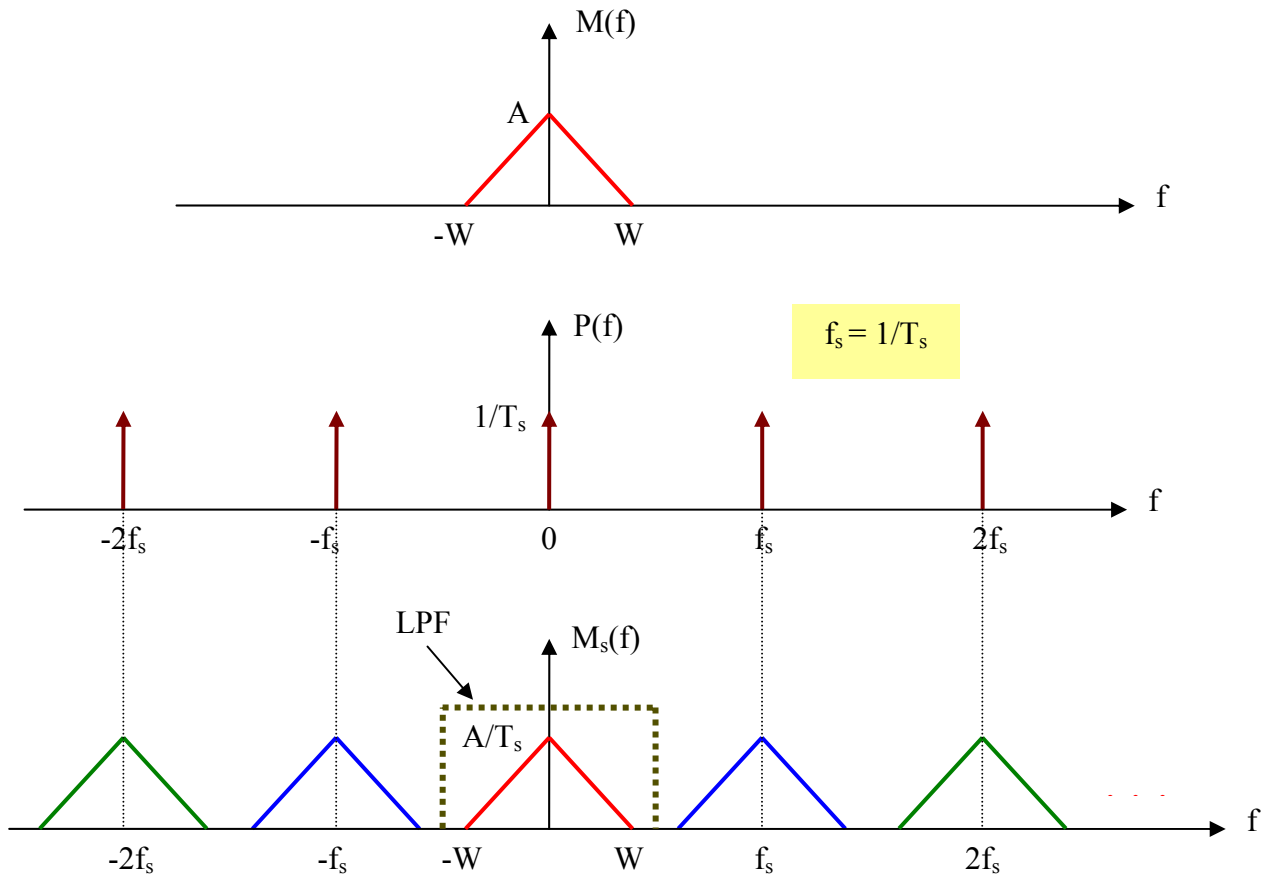 M(f)
A
f
-W W
P(f)
fₛ = 1/Tₛ
1/Tₛ
f
-2fₛ -fₛ 0 fₛ 2fₛ
LPF
Mₛ(f)
A/Tₛ
- - -
f
-2fₛ -fₛ -W W fₛ 2fₛ